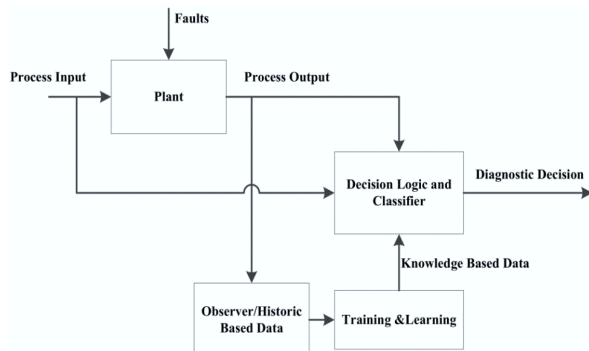 Faults
Process Input
Process Output
Plant
Decision Logic and
Classifier
Diagnostic Decision
Knowledge Based Data
Observer/Historic
Based Data
Training &Learning